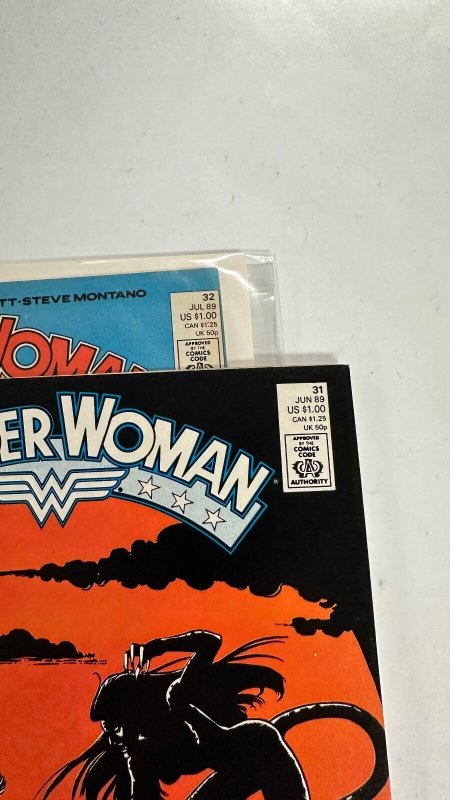 TT-STEVE MONTANO
32
JUL 89
US $1.00
CAN $1.25
UK 50p
APPROVED
BY THE
COMICS
CODE
WOMAN
31
JUN 89
US $1.00
CAN $1.25
UK 50p
APPROVED
BY THE
COMICS
CODE
CA
AUTHORITY
DER WOMAN
W